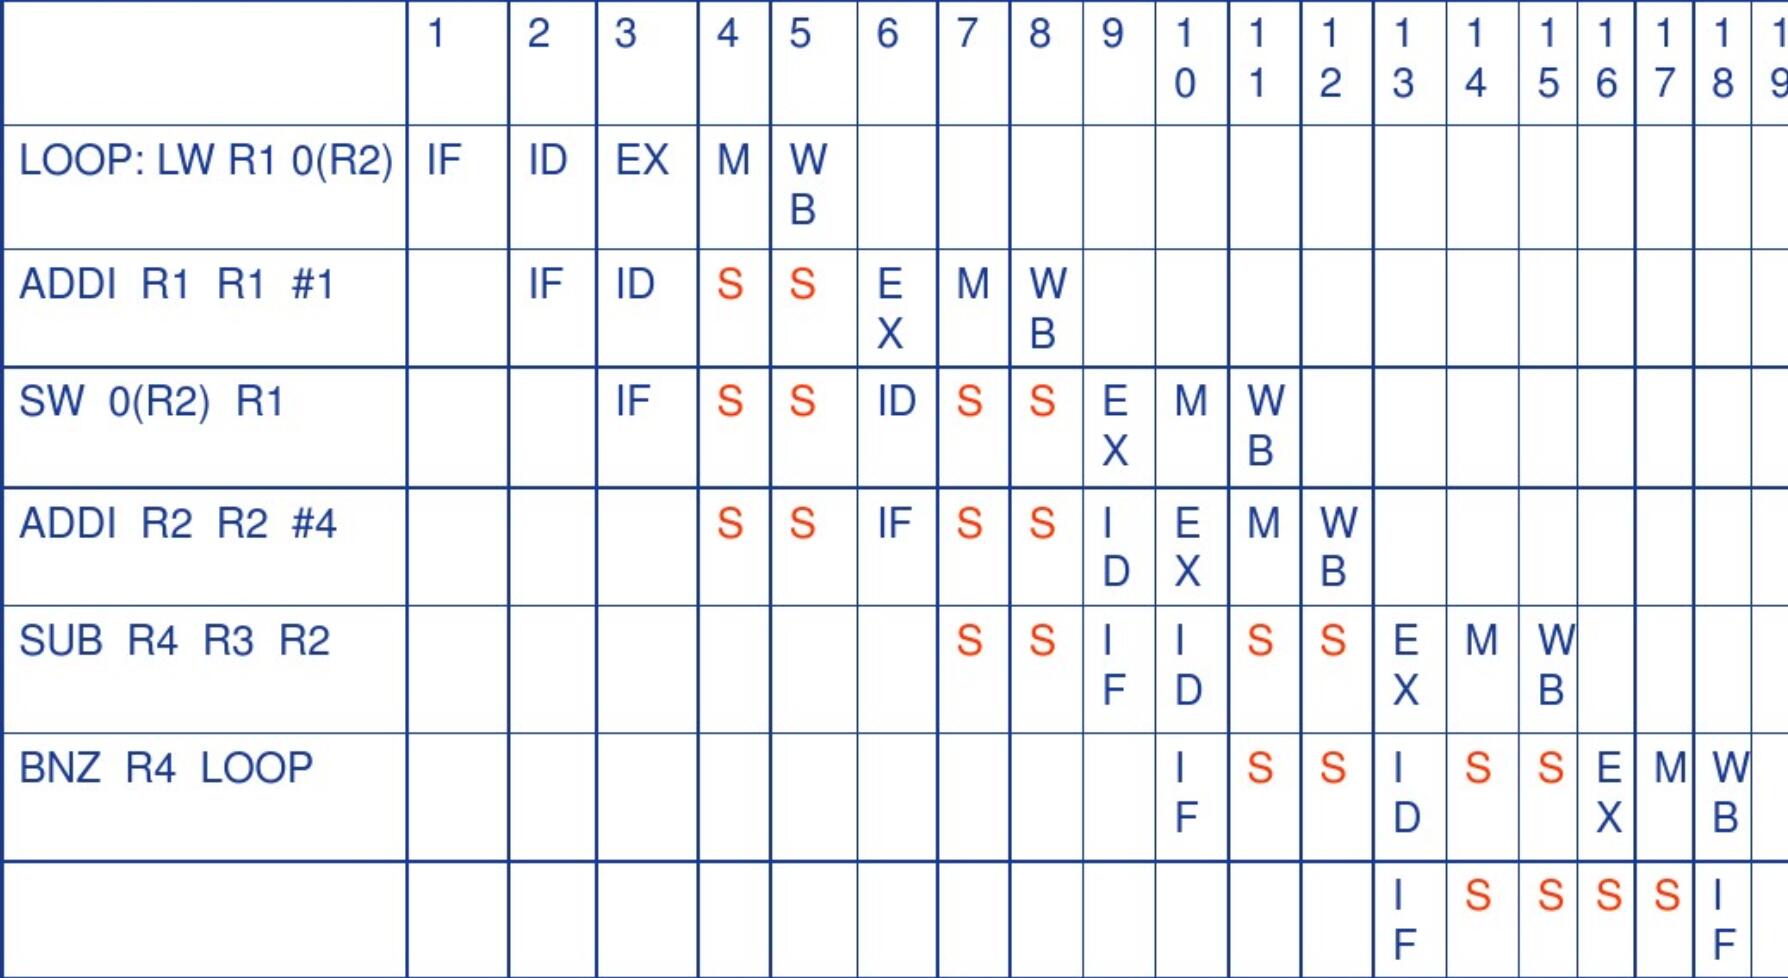 1 2 3 4 5 6 7 8 9 10 11 12 13 14 15 16 17 18 19
LOOP: LW R1 0(R2) IF ID EX M WB
ADDI R1 R1 #1 IF ID S S EX M WB
SW 0(R2) R1 IF S S ID S S EX M WB
ADDI R2 R2 #4 S S IF S S ID EX M WB
SUB R4 R3 R2 S S IF ID S S EX M WB
BNZ R4 LOOP IF S S ID S S EX M WB
IF S S S S IF